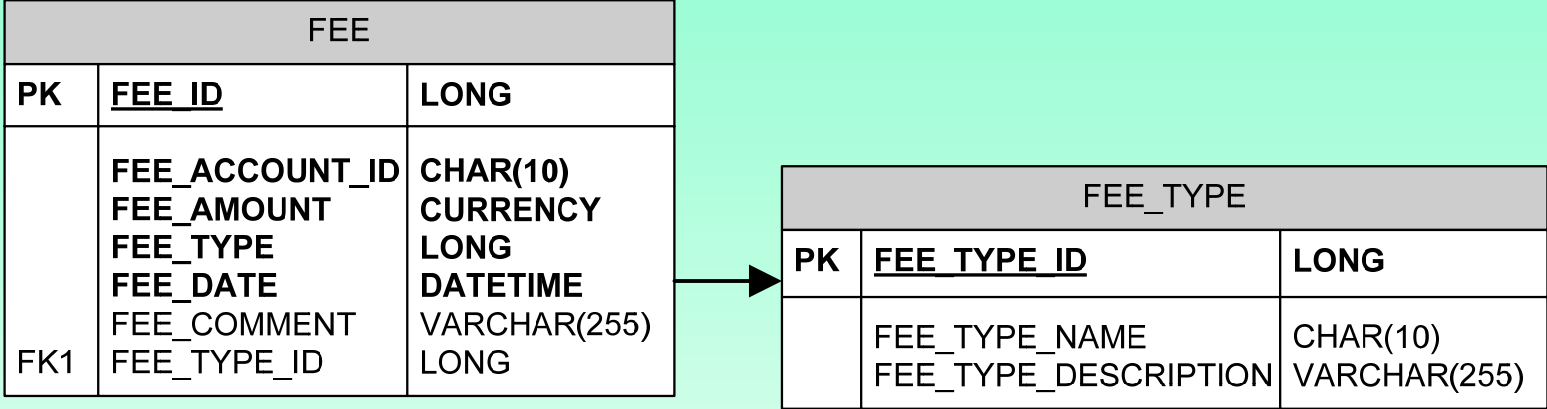 FEE
PK FEE_ID LONG
FEE_ACCOUNT_ID CHAR(10)
FEE_AMOUNT CURRENCY
FEE_TYPE LONG
FEE_DATE DATETIME
FEE_COMMENT VARCHAR(255)
FK1 FEE_TYPE_ID LONG
FEE_TYPE
PK FEE_TYPE_ID LONG
FEE_TYPE_NAME CHAR(10)
FEE_TYPE_DESCRIPTION VARCHAR(255)